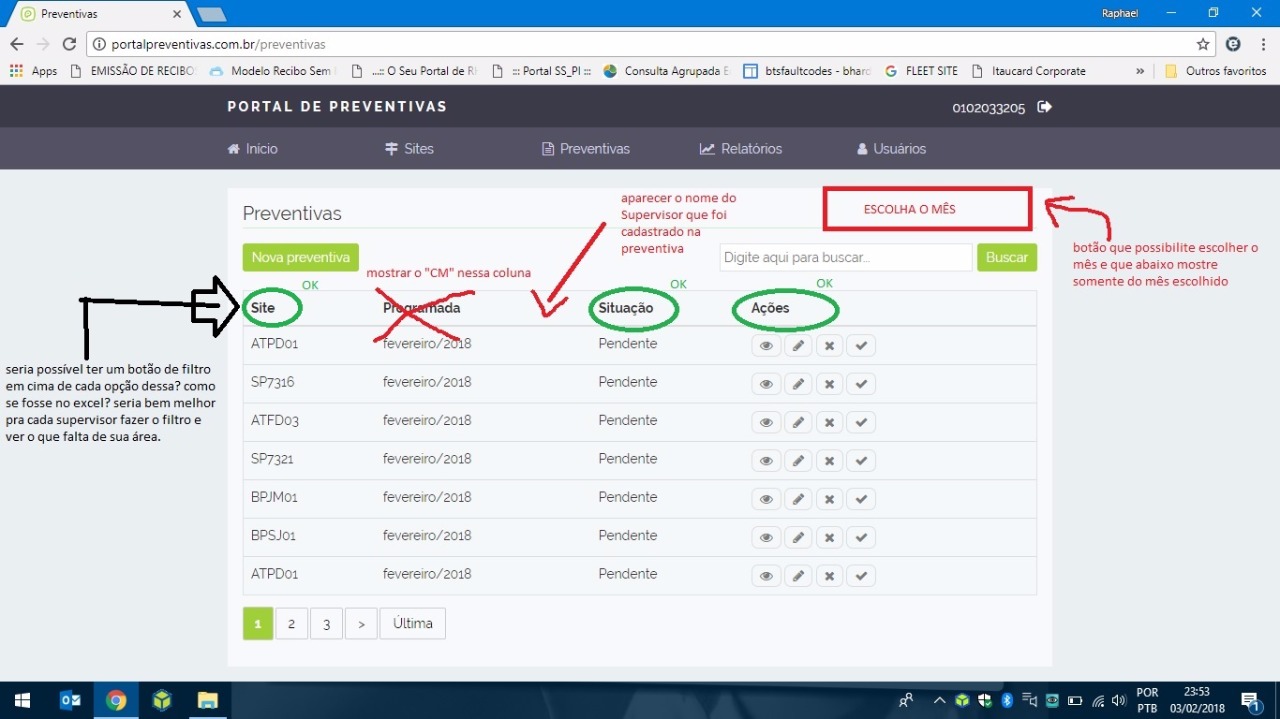 Preventivas
Raphael
portalpreventivas.com.br/preventivas
Apps EMISSÃO DE RECIBO Modelo Recibo Sem ...:: O Seu Portal de ::: Portal SS_PI ::: Consulta Agrupada btsfaultcodes - bhard FLEET SITE Itaucard Corporate » Outros favoritos
PORTAL DE PREVENTIVAS 0102033205
Início Sites Preventivas Relatórios Usuários
Preventivas
aparecer o nome do
Supervisor que foi
cadastrado na
preventiva
ESCOLHA O MÊS
botão que possibilite escolher o
mês e que abaixo mostre
somente do mês escolhido
Nova preventiva
mostrar o "CM" nessa coluna
Digite aqui para buscar...
Buscar
OK OK OK
Site Programada Situação Ações
ATPD01 fevereiro/2018 Pendente
SP7316 fevereiro/2018 Pendente
ATFD03 fevereiro/2018 Pendente
SP7321 fevereiro/2018 Pendente
BPJM01 fevereiro/2018 Pendente
BPSJ01 fevereiro/2018 Pendente
ATPD01 fevereiro/2018 Pendente
seria possível ter um botão de filtro
em cima de cada opção dessa? como
se fosse no excel? seria bem melhor
pra cada supervisor fazer o filtro e
ver o que falta de sua área.
1 2 3 > Última
POR
PTB
23:53
03/02/2018
1